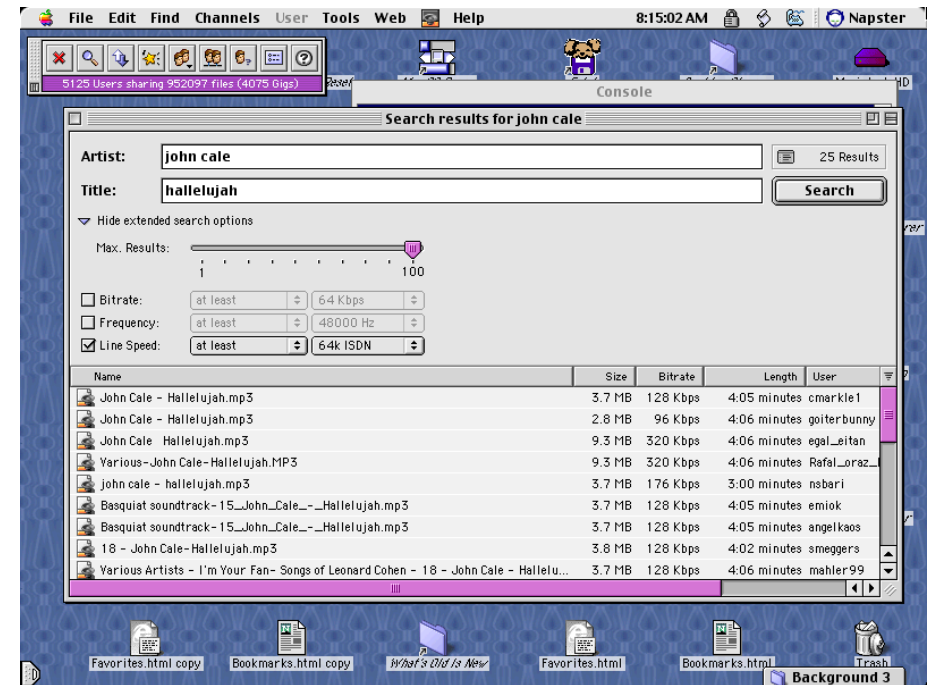 File Edit Find Channels User Tools Web Help 8:15:02 AM Napster
5125 Users sharing 952097 files (4075 Gigs)
HD
Console
Search results for john cale
Artist: john cale 25 Results
Title: hallelujah Search
Hide extended search options
Max. Results:
1 100
Bitrate: at least 64 Kbps
Frequency: at least 48000 Hz
Line Speed: at least 64k ISDN
Name Size Bitrate Length User
John Cale - Hallelujah.mp3 3.7 MB 128 Kbps 4:05 minutes cmarkle1
John Cale - Hallelujah.mp3 2.8 MB 96 Kbps 4:06 minutes goiterbunny
John Cale Hallelujah.mp3 9.3 MB 320 Kbps 4:06 minutes egal_eitan
Various-John Cale-Hallelujah.MP3 9.3 MB 320 Kbps 4:06 minutes Rafal_oraz_
john cale - hallelujah.mp3 3.7 MB 176 Kbps 3:00 minutes nsbari
Basquiat soundtrack-15_John_Cale_-_Hallelujah.mp3 3.7 MB 128 Kbps 4:05 minutes emiok
Basquiat soundtrack-15_John_Cale_-_Hallelujah.mp3 3.7 MB 128 Kbps 4:05 minutes angelkaos
18 - John Cale-Hallelujah.mp3 3.8 MB 128 Kbps 4:02 minutes smeggers
Various Artists - I'm Your Fan- Songs of Leonard Cohen - 18 - John Cale - Hallelu... 3.7 MB 128 Kbps 4:06 minutes mahler99
Favorites.html copy Bookmarks.html copy What's Old Is New Favorites.html Bookmarks.html Trash
Background 3